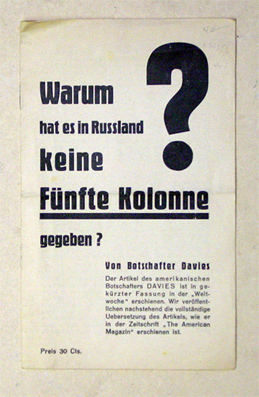 Warum
hat es in Russland
keine
Fünfte Kolonne
gegeben ?
?
Von Botschafter Davies
Der Artikel des amerikanischen
Botschafters DAVIES ist in ge-
kürzter Fassung in der „Welt-
woche" erschienen. Wir veröffent-
lichen nachstehend die vollständige
Uebersetzung des Artikels, wie er
in der Zeitschrift „The American
Magazin" erschienen ist.
Preis 30 Cts.